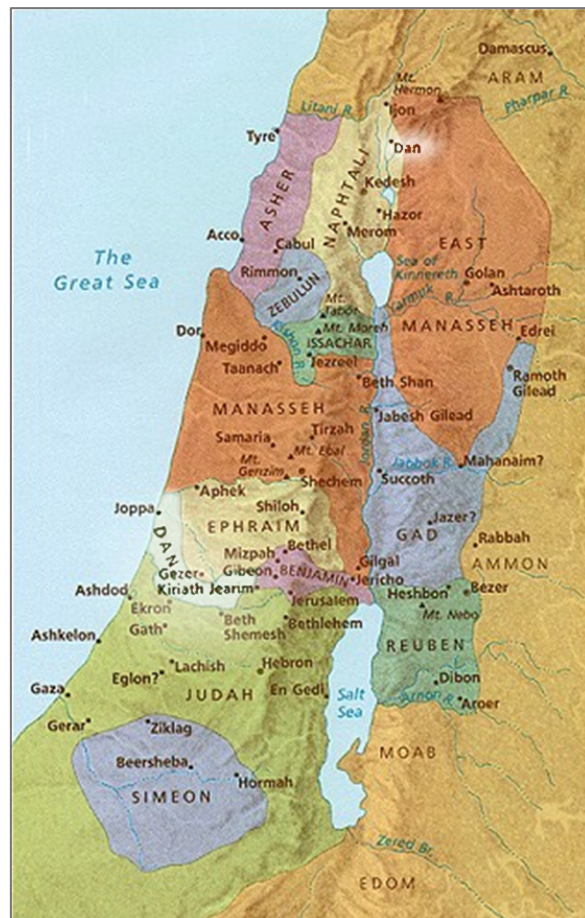 Damascus
Mt.
Hermon
ARAM
Ijon
Litani R.
Pharpar R.
Tyre
Dan
NAPHTALI
ASHER
Kedesh
Hazor
Merom
Acco
Cabul
EAST
The
Great Sea
Rimmon
Sea of
Kinnereth
Golan
Ashtaroth
ZEBULUN
Yarmuk R.
Mt.
Tabor
Kishon R.
Mt. Moreh
MANASSEH
Edrei
Dor
Megiddo
ISSACHAR
Jezreel
Taanach
Beth Shan
Ramoth
Gilead
MANASSEH
Jabesh Gilead
Tirzah
Samaria
Mt. Ebal
Jordan R.
Mt.
Gerizim
Shechem
Jabbok R.
Mahanaim?
Succoth
Aphek
Joppa
Shiloh
EPHRAIM
GAD
Jazer?
DAN
Bethel
Mizpah
Rabbah
Gezer
Gibeon
BENJAMIN
Gilgal
Jericho
AMMON
Kiriath Jearum
Heshbon
Bezer
Ashdod
Ekron
Jerusalem
Mt. Nebo
Gath
Beth
Shemesh
Bethlehem
Ashkelon
REUBEN
Lachish
Hebron
Eglon?
Dibon
Gaza
JUDAH
En Gedi
Salt
Sea
Arnon R.
Aroer
Gerar
Ziklag
MOAB
Beersheba
Hormah
SIMEON
Zered Br.
EDOM